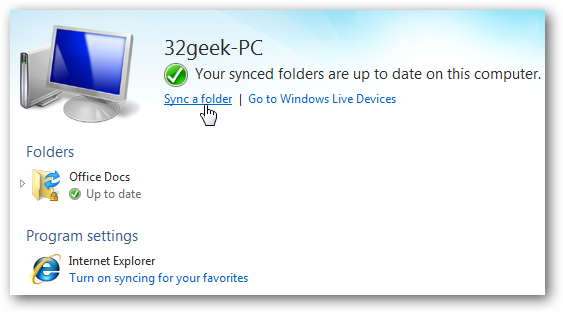 32geek-PC
Your synced folders are up to date on this computer.
Sync a folder | Go to Windows Live Devices
Folders
Office Docs
Up to date
Program settings
Internet Explorer
Turn on syncing for your favorites